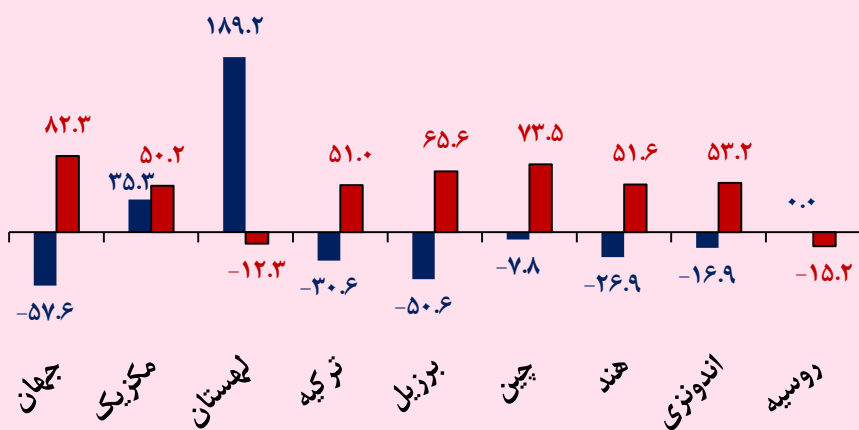 ۱۸۹.۲
۸۲.۳
۳۵.۳
۵۰.۲
۵۱.۰
۶۵.۶
۷۳.۵
۵۱.۶
۵۳.۲
۰.۰
−۵۷.۶
−۱۲.۳
−۳۰.۶
−۵۰.۶
−۷.۸
−۲۶.۹
−۱۶.۹
−۱۵.۲
جهان
مکزیک
لهستان
ترکیه
برزیل
چین
هند
اندونزی
روسیه